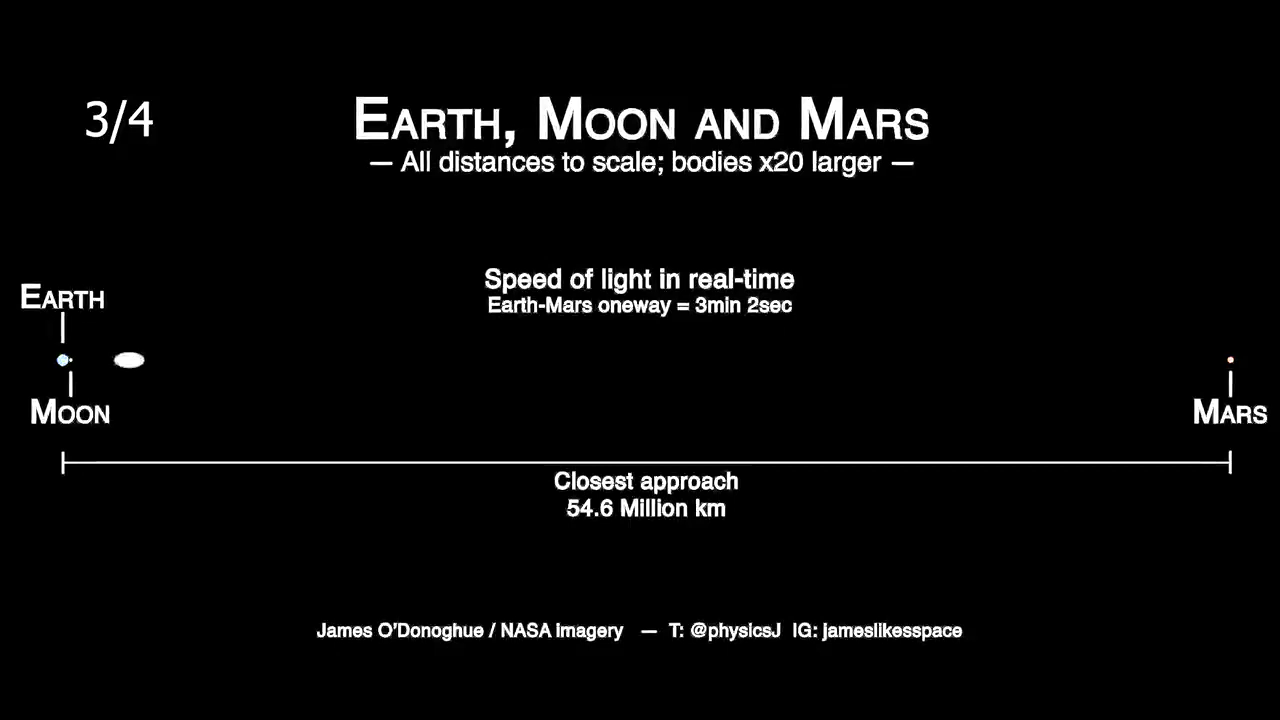 3/4
EARTH, MOON AND MARS
— All distances to scale; bodies x20 larger —
Speed of light in real-time
Earth-Mars oneway = 3min 2sec
EARTH
MOON
MARS
Closest approach
54.6 Million km
James O'Donoghue / NASA imagery — T: @physicsJ IG: jameslikesspace